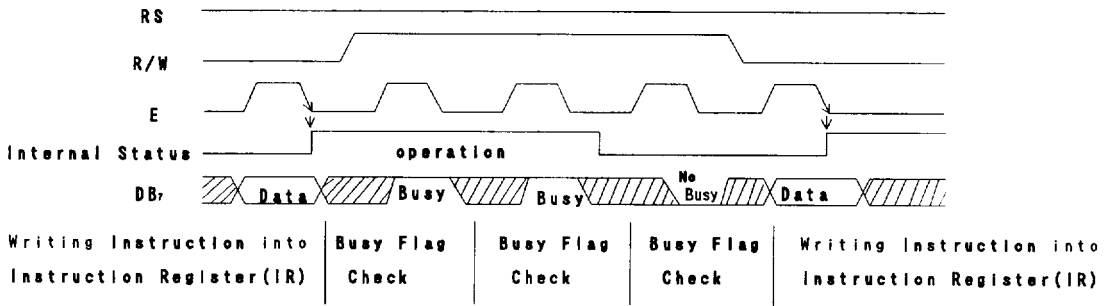 RS
R/W
E
Internal Status
operation
DB₇
Data
Busy
Busy
No
Busy
Data
Writing Instruction into
Instruction Register(IR)
Busy Flag
Check
Busy Flag
Check
Busy Flag
Check
Writing Instruction into
Instruction Register(IR)